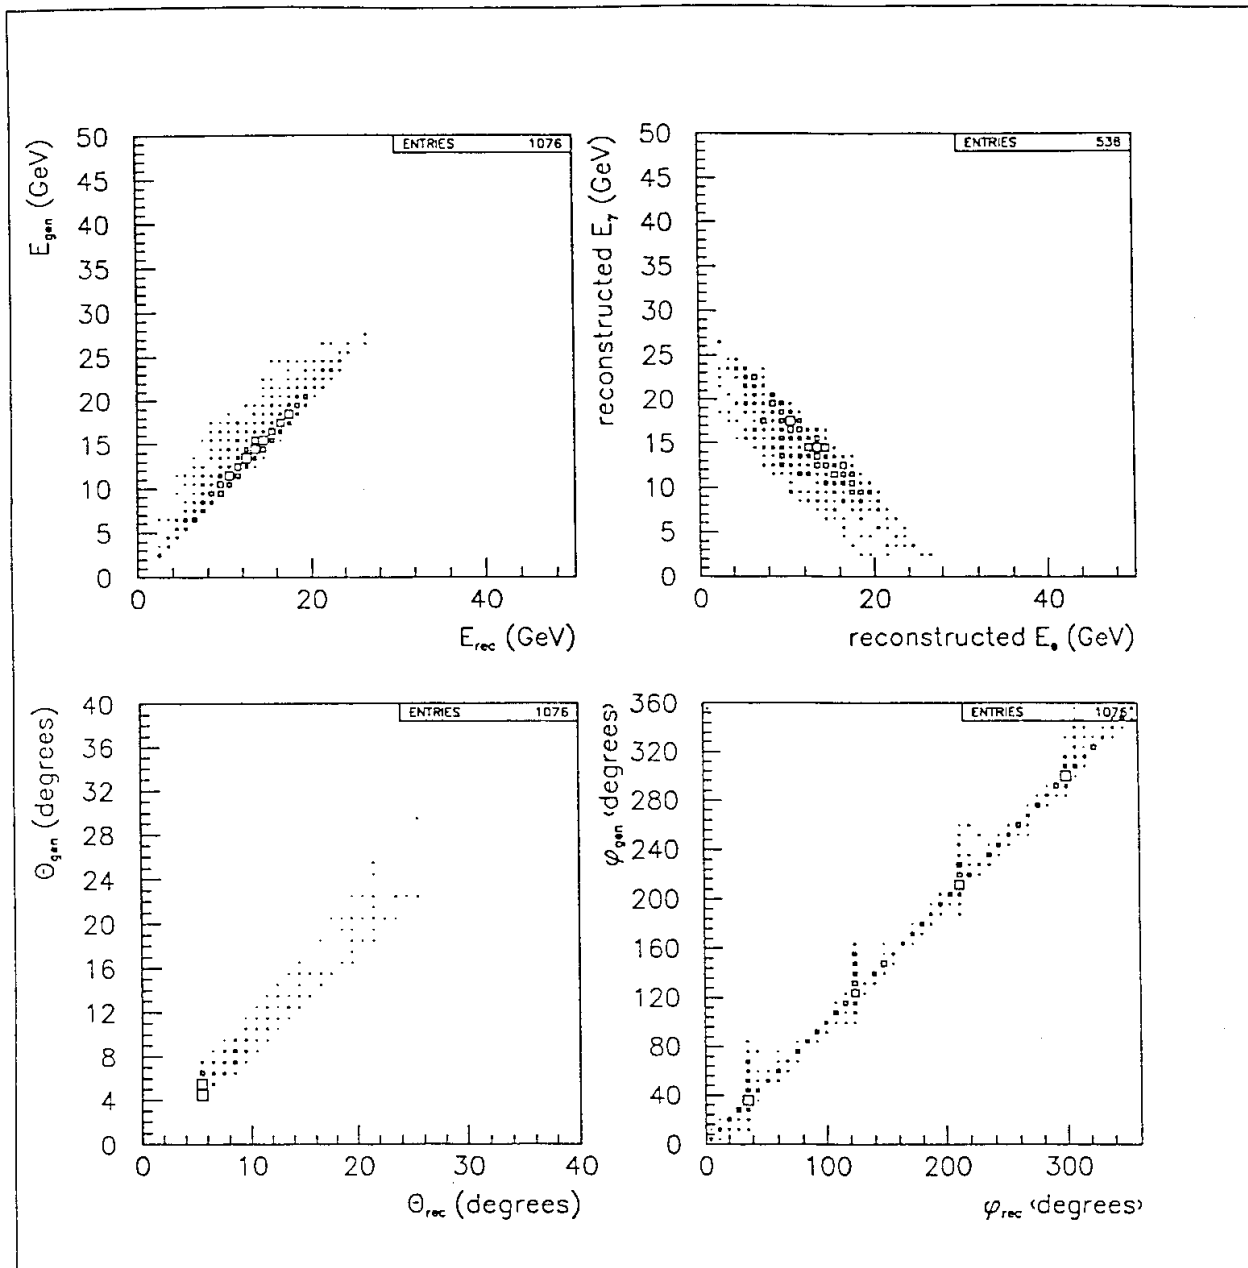 ENTRIES 1076
50
45
40
35
30
25
20
15
10
5
0
E_gen (GeV)
0 20 40
E_rec (GeV)
ENTRIES 538
50
45
40
35
30
25
20
15
10
5
0
reconstructed E_γ (GeV)
0 20 40
reconstructed E_e (GeV)
ENTRIES 1076
40
36
32
28
24
20
16
12
8
4
0
Θ_gen (degrees)
0 10 20 30 40
Θ_rec (degrees)
ENTRIES 1076
360
320
280
240
200
160
120
80
40
0
φ_gen (degrees)
0 100 200 300
φ_rec (degrees)